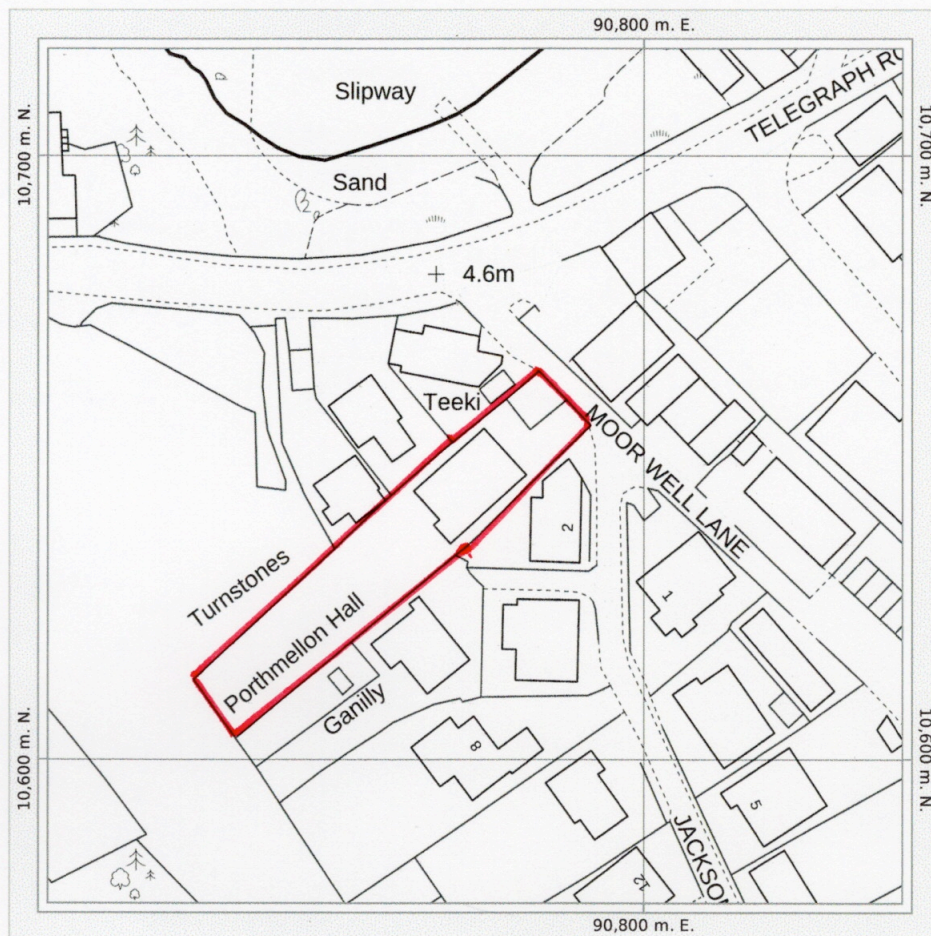 90,800 m. E.
Slipway
TELEGRAPH RO
10,700 m. N.
10,700 m. N.
Sand
4.6m
Teeki
MOOR WELL LANE
2
Turnstones
1
Porthmellon Hall
Ganilly
8
10,600 m. N.
10,600 m. N.
5
JACKSON
12
90,800 m. E.